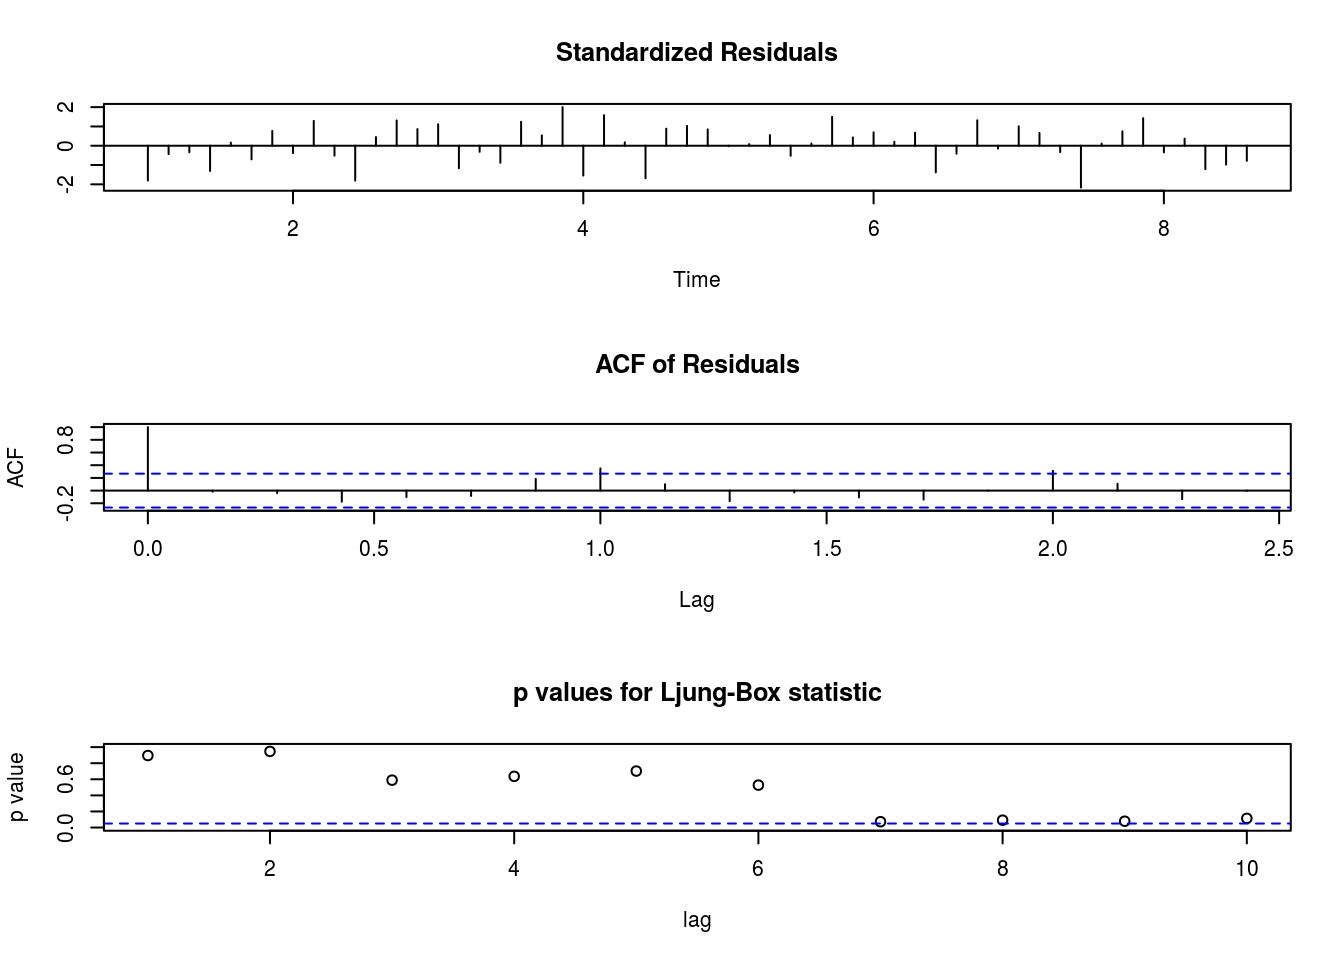 Standardized Residuals
2
0
-2
2 4 6 8
Time
ACF of Residuals
ACF
0.8
-0.2
0.0 0.5 1.0 1.5 2.0 2.5
Lag
p values for Ljung-Box statistic
p value
0.6
0.0
2 4 6 8 10
lag